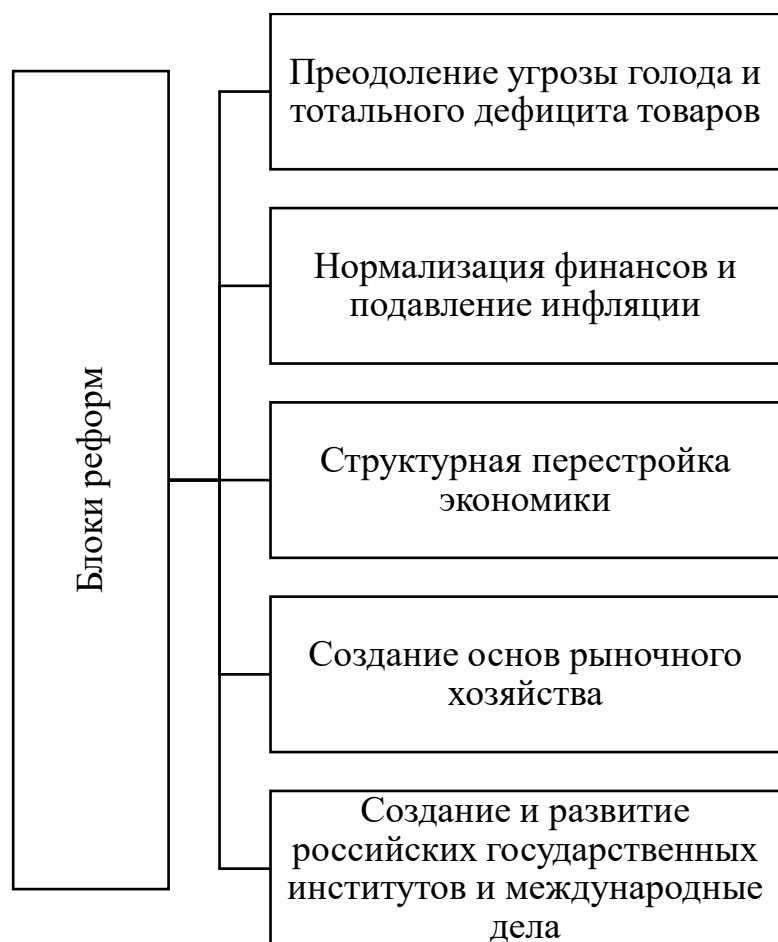 Блоки реформ
Преодоление угрозы голода и
тотального дефицита товаров
Нормализация финансов и
подавление инфляции
Структурная перестройка
экономики
Создание основ рыночного
хозяйства
Создание и развитие
российских государственных
институтов и международные
дела